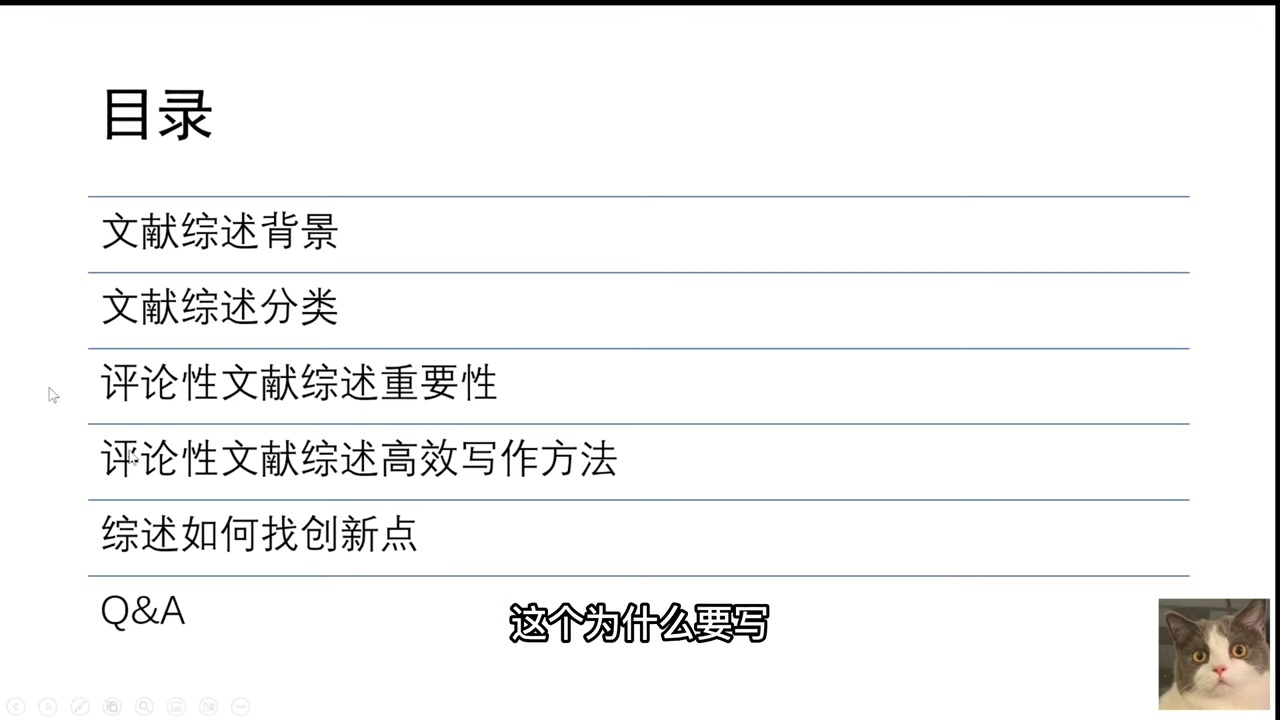 目录
文献综述背景
文献综述分类
评论性文献综述重要性
评论性文献综述高效写作方法
综述如何找创新点
Q&A
这个为什么要写